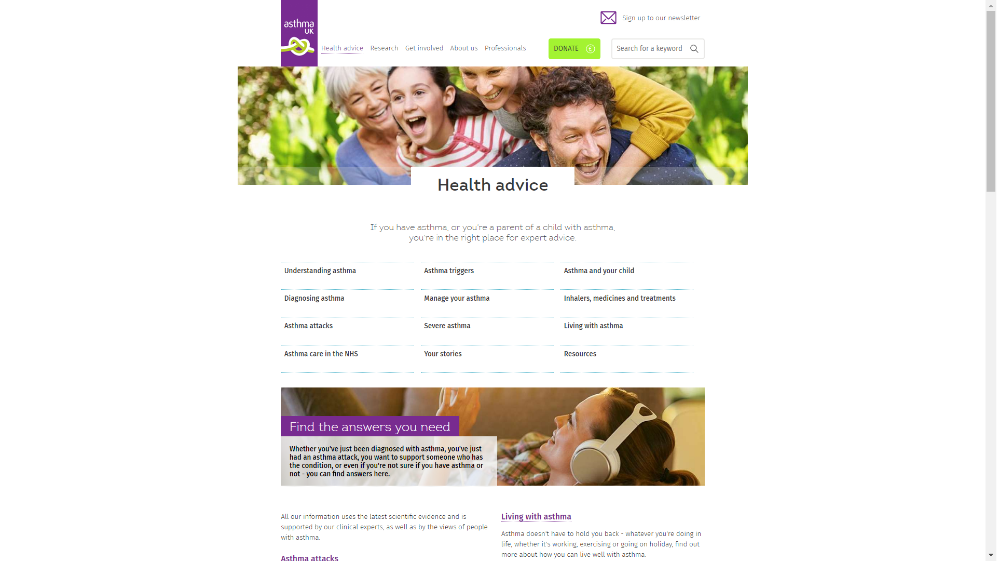 asthma
UK
Sign up to our newsletter
Health advice
Research
Get involved
About us
Professionals
DONATE £
Search for a keyword
Health advice
If you have asthma, or you're a parent of a child with asthma,
you're in the right place for expert advice.
Understanding asthma
Asthma triggers
Asthma and your child
Diagnosing asthma
Manage your asthma
Inhalers, medicines and treatments
Asthma attacks
Severe asthma
Living with asthma
Asthma care in the NHS
Your stories
Resources
Find the answers you need
Whether you've just been diagnosed with asthma, you've just
had an asthma attack, you want to support someone who has
the condition, or even if you're not sure if you have asthma or
not - you can find answers here.
All our information uses the latest scientific evidence and is
supported by our clinical experts, as well as by the views of people
with asthma.
Asthma attacks
Living with asthma
Asthma doesn't have to hold you back - whatever you're doing in
life, whether it's working, exercising or going on holiday, find out
more about how you can live well with asthma.